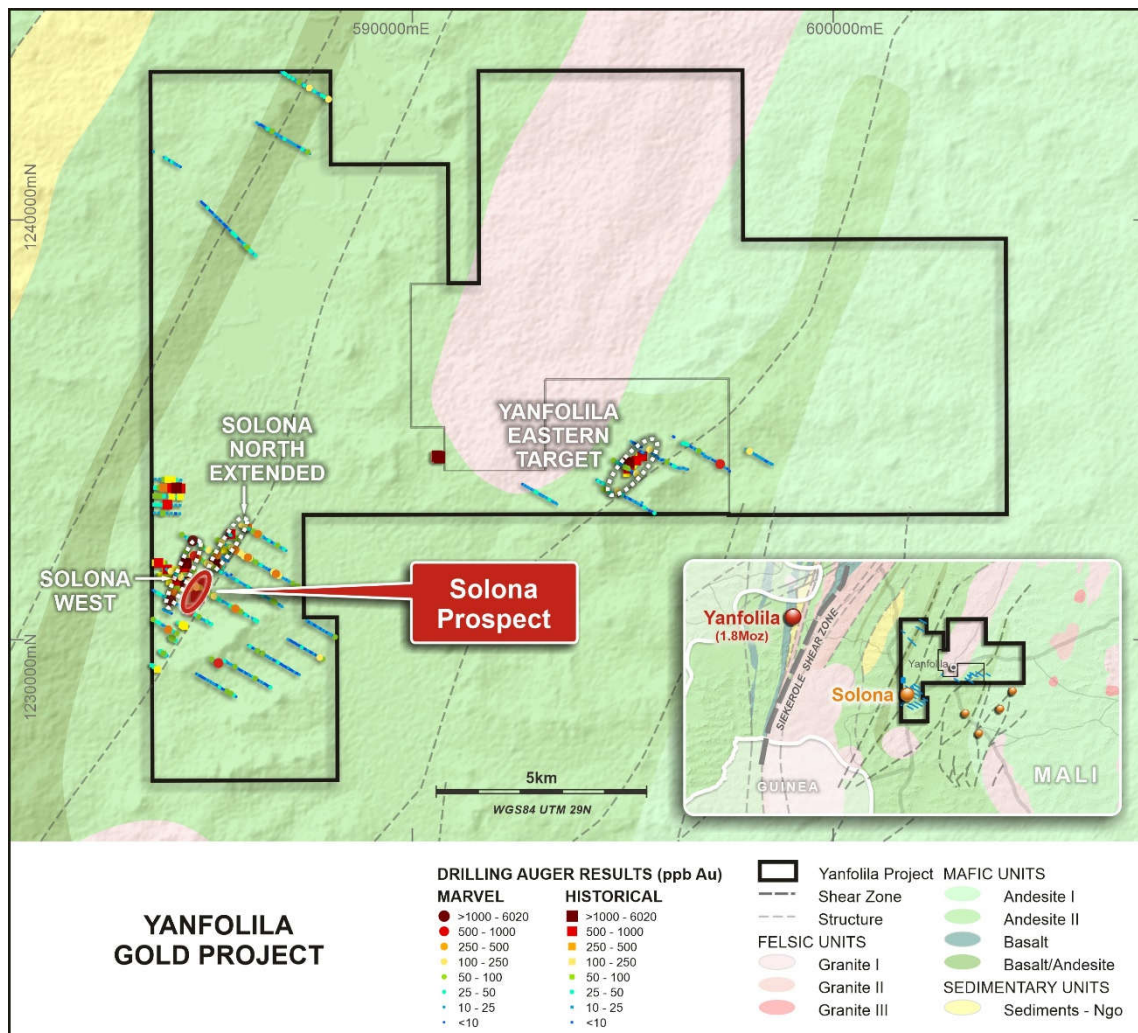 590000mE
600000mE
1240000mN
1230000mN
SOLONA
NORTH
EXTENDED
YANFOLILA
EASTERN
TARGET
SOLONA
WEST
Solona
Prospect
5km
WGS84 UTM 29N
Yanfolila
(1.8Moz)
SIEKEROLE SHEAR ZONE
Yanfolila
Solona
GUINEA
MALI
YANFOLILA
GOLD PROJECT
DRILLING AUGER RESULTS (ppb Au)
MARVEL
>1000 - 6020
500 - 1000
250 - 500
100 - 250
50 - 100
25 - 50
10 - 25
<10
HISTORICAL
>1000 - 6020
500 - 1000
250 - 500
100 - 250
50 - 100
25 - 50
10 - 25
<10
Yanfolila Project
Shear Zone
Structure
FELSIC UNITS
Granite I
Granite II
Granite III
MAFIC UNITS
Andesite I
Andesite II
Basalt
Basalt/Andesite
SEDIMENTARY UNITS
Sediments - Ngo